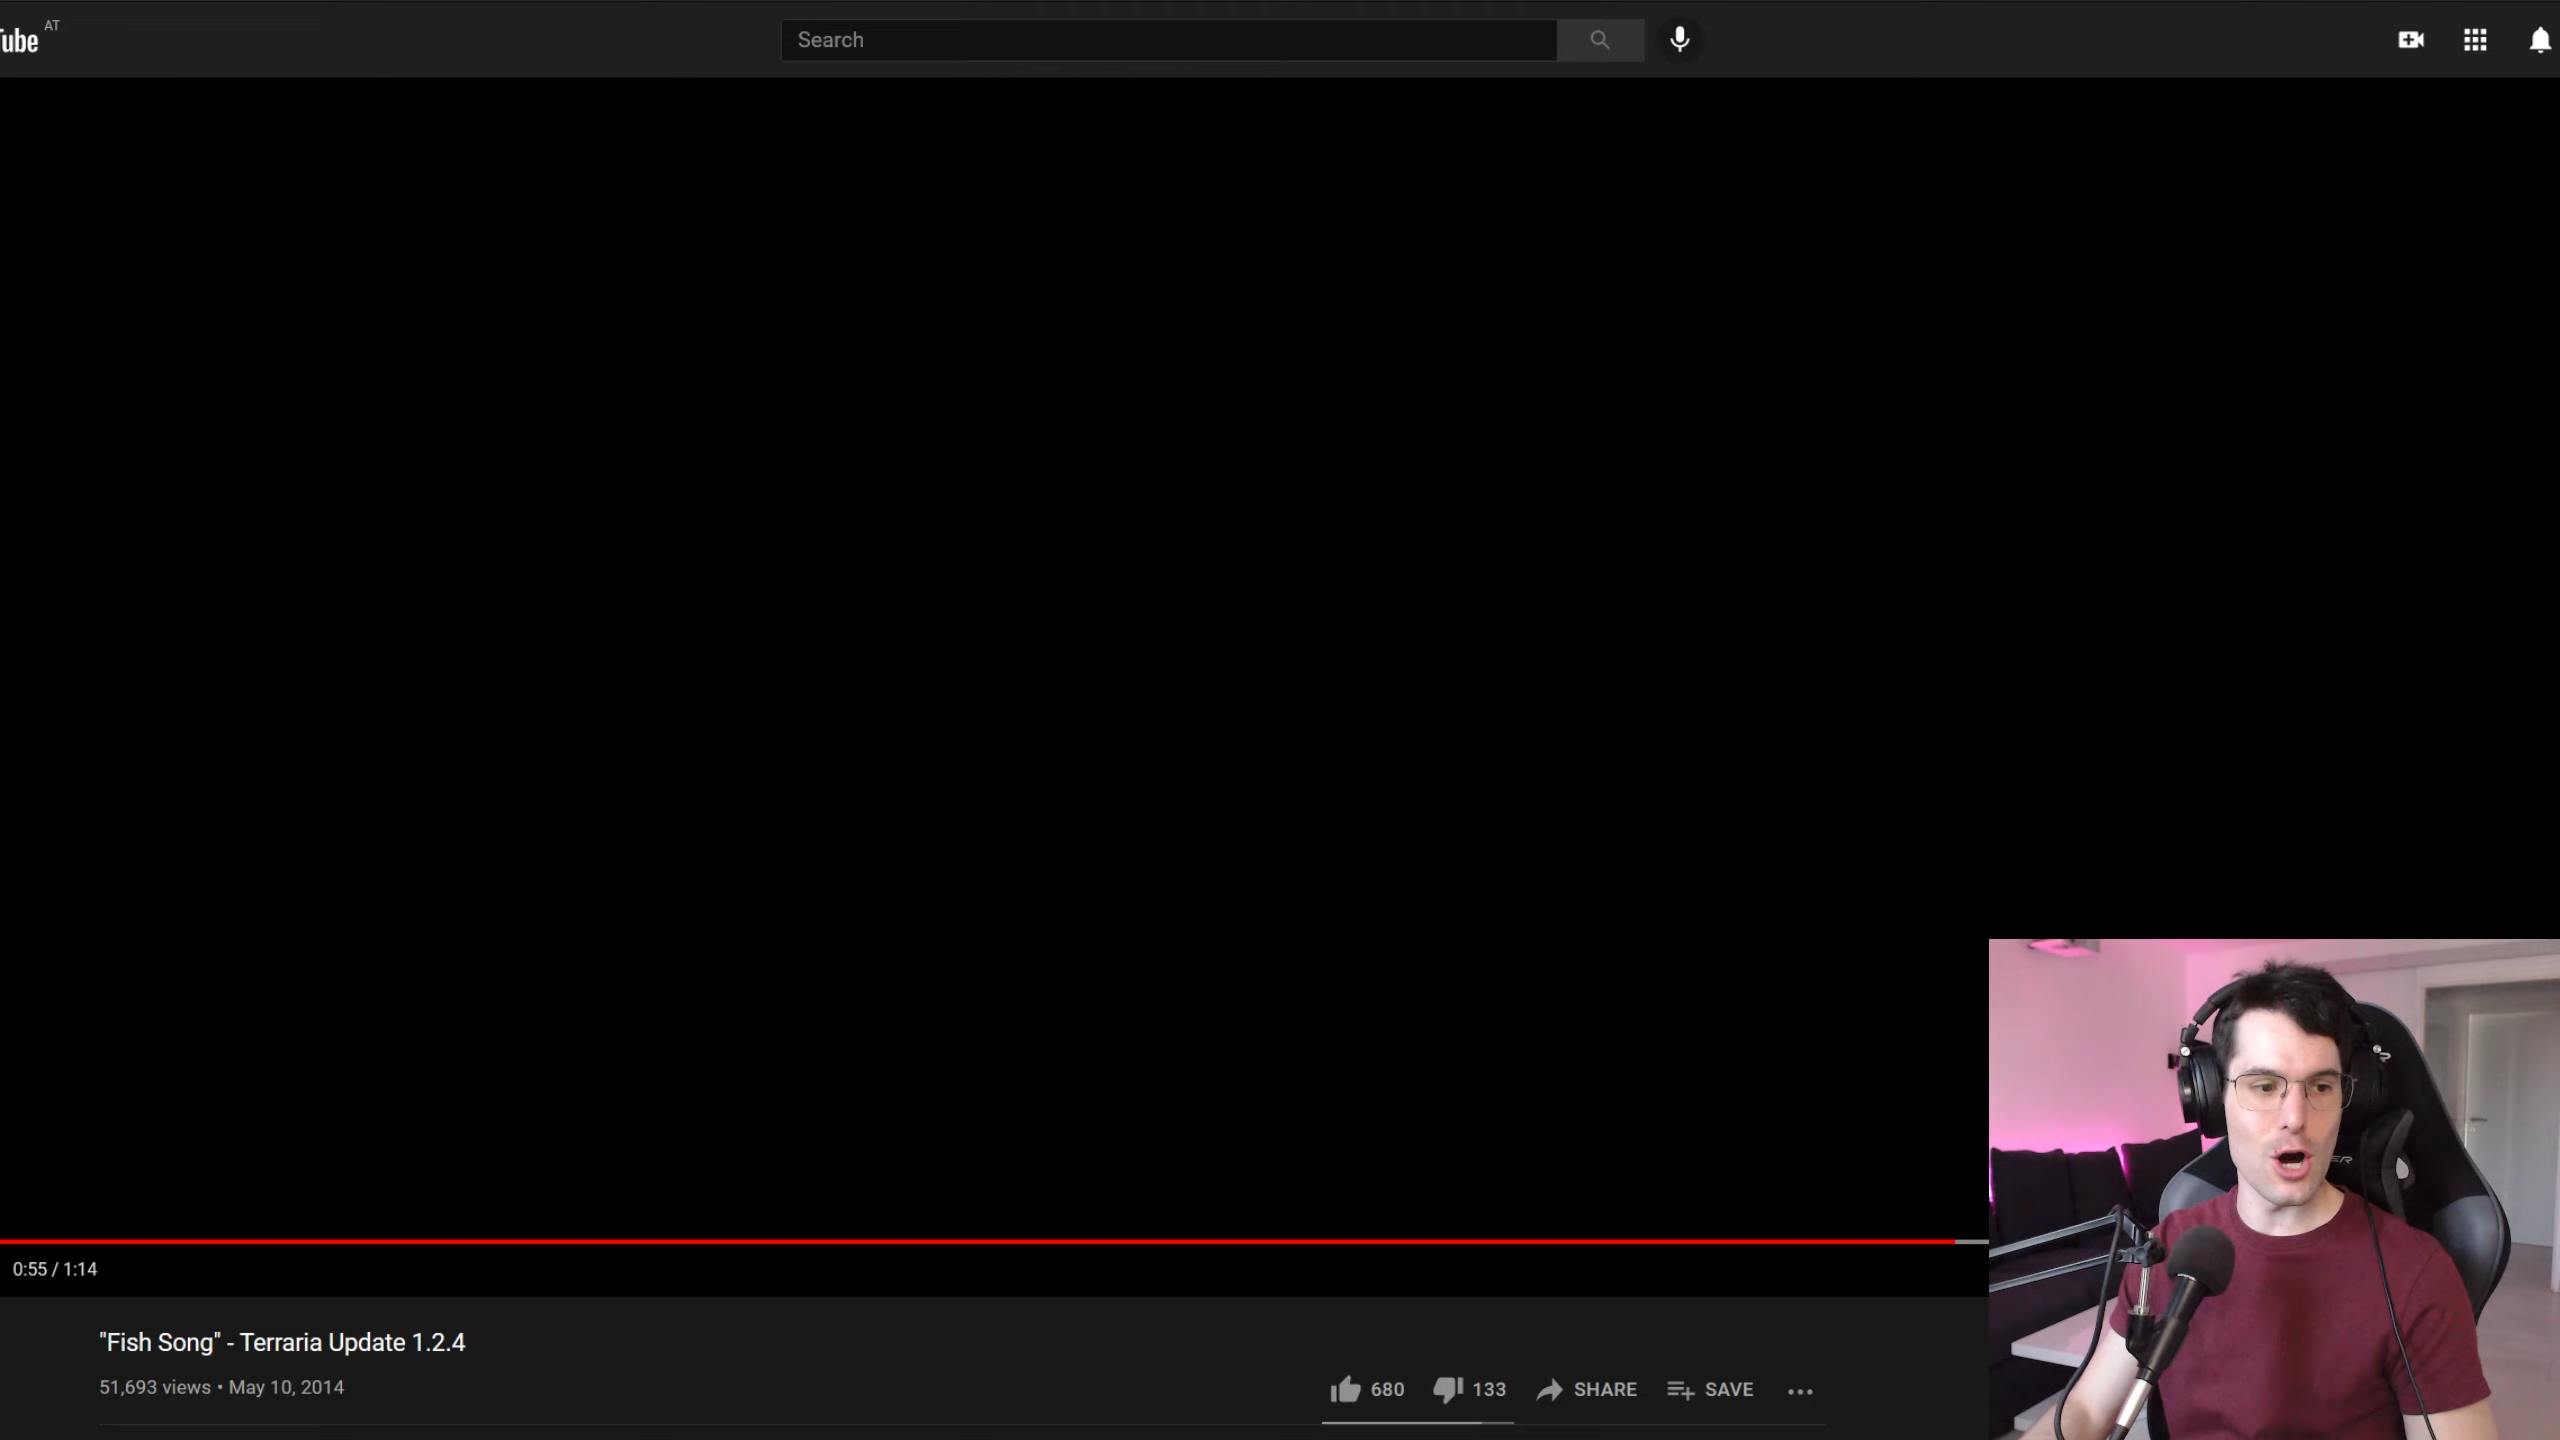 Tube AT
Search
0:55 / 1:14
"Fish Song" - Terraria Update 1.2.4
51,693 views • May 10, 2014
680 133 SHARE SAVE